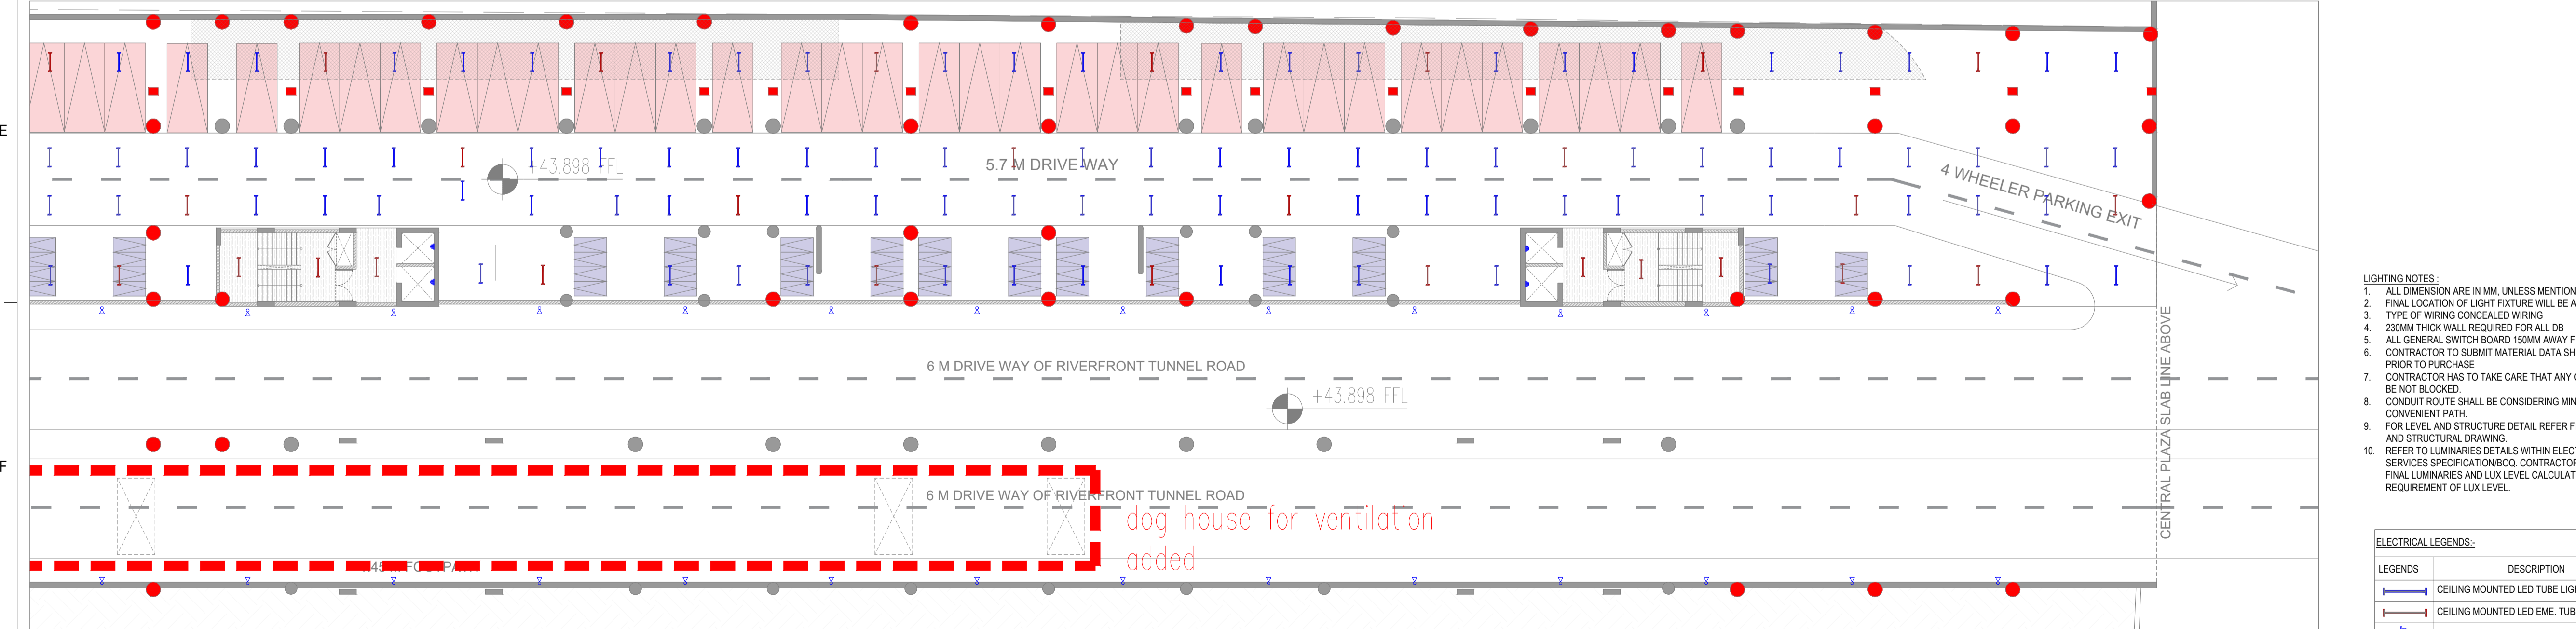 E
+43.898 FFL
5.7 M DRIVE WAY
4 WHEELER PARKING EXIT
CENTRAL PLAZA SLAB LINE ABOVE
6 M DRIVE WAY OF RIVERFRONT TUNNEL ROAD
+43.898 FFL
F
6 M DRIVE WAY OF RIVERFRONT TUNNEL ROAD
dog house for ventilation
added
LIGHTING NOTES :
1. ALL DIMENSION ARE IN MM, UNLESS MENTION
2. FINAL LOCATION OF LIGHT FIXTURE WILL BE A
3. TYPE OF WIRING CONCEALED WIRING
4. 230MM THICK WALL REQUIRED FOR ALL DB
5. ALL GENERAL SWITCH BOARD 150MM AWAY F
6. CONTRACTOR TO SUBMIT MATERIAL DATA SH
PRIOR TO PURCHASE
7. CONTRACTOR HAS TO TAKE CARE THAT ANY
BE NOT BLOCKED.
8. CONDUIT ROUTE SHALL BE CONSIDERING MIN
CONVENIENT PATH.
9. FOR LEVEL AND STRUCTURE DETAIL REFER F
AND STRUCTURAL DRAWING.
10. REFER TO LUMINARIES DETAILS WITHIN ELECT
SERVICES SPECIFICATION/BOQ. CONTRACTOR
FINAL LUMINARIES AND LUX LEVEL CALCULAT
REQUIREMENT OF LUX LEVEL.
ELECTRICAL LEGENDS:-
LEGENDS DESCRIPTION
CEILING MOUNTED LED TUBE LIG
CEILING MOUNTED LED EME. TUB